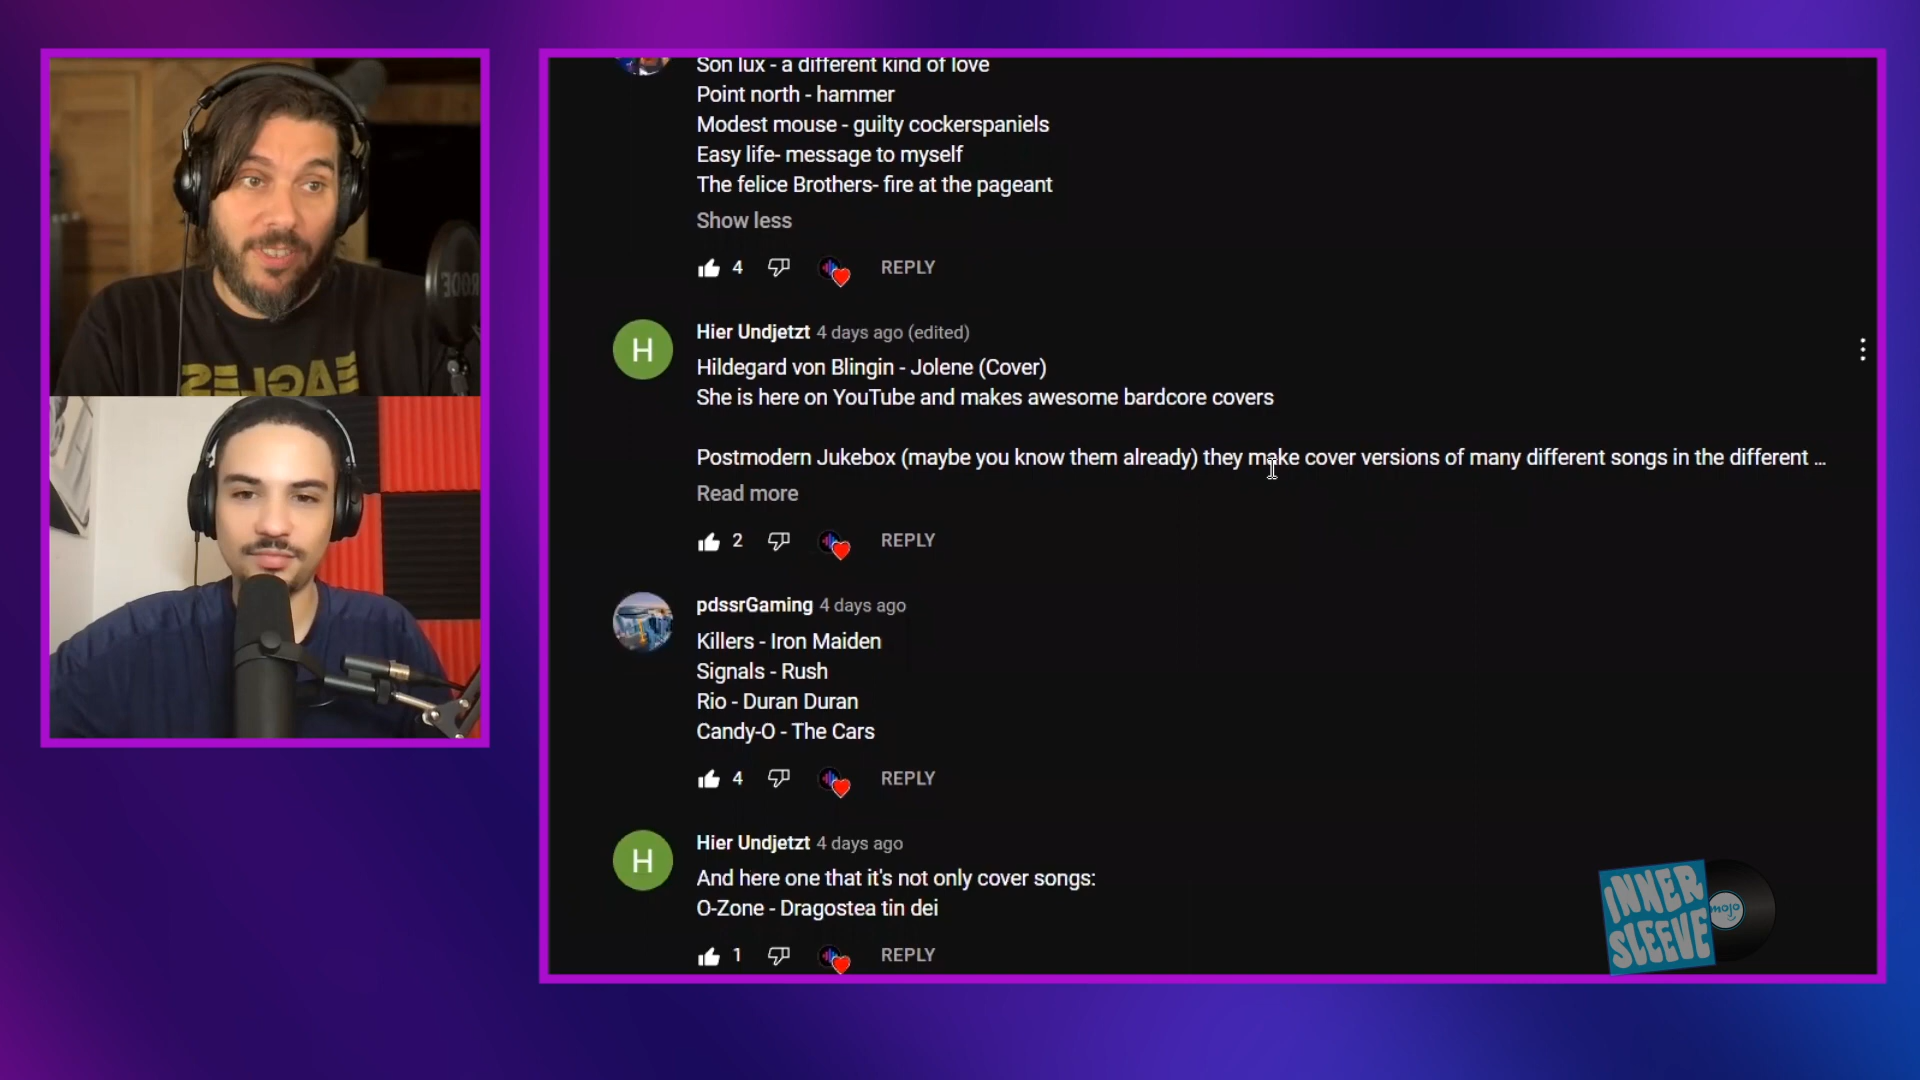 Son lux - a different kind of love
Point north - hammer
Modest mouse - guilty cockerspaniels
Easy life- message to myself
The felice Brothers- fire at the pageant
Show less
4 REPLY
H
Hier Undjetzt 4 days ago (edited)
Hildegard von Blingin - Jolene (Cover)
She is here on YouTube and makes awesome bardcore covers
Postmodern Jukebox (maybe you know them already) they make cover versions of many different songs in the different ...
Read more
2 REPLY
pdssrGaming 4 days ago
Killers - Iron Maiden
Signals - Rush
Rio - Duran Duran
Candy-O - The Cars
4 REPLY
H
Hier Undjetzt 4 days ago
And here one that it's not only cover songs:
O-Zone - Dragostea tin dei
1 REPLY
EAGLES
RODE
INNER
SLEEVE
mojo